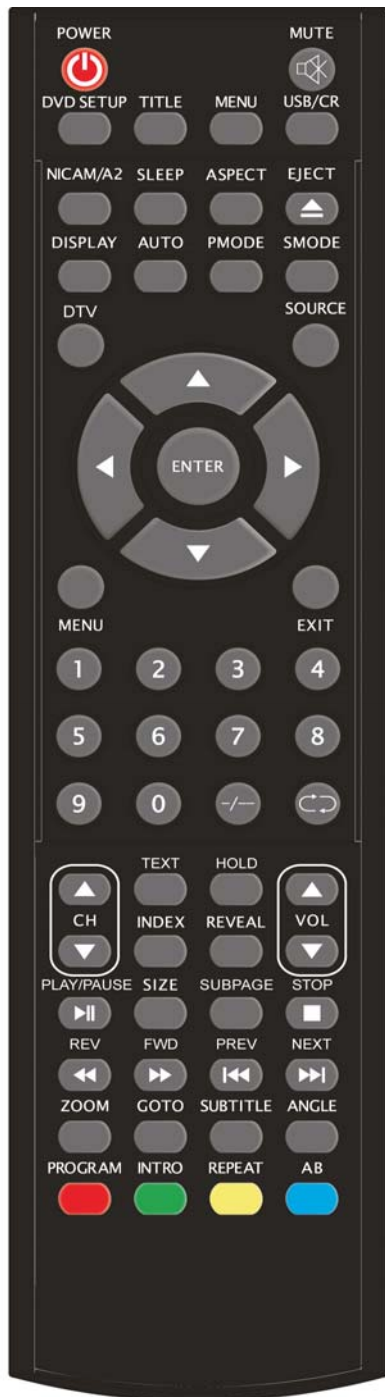 POWER MUTE
DVD SETUP TITLE MENU USB/CR
NICAM/A2 SLEEP ASPECT EJECT
DISPLAY AUTO PMODE SMODE
DTV SOURCE
ENTER
MENU EXIT
1 2 3 4
5 6 7 8
9 0 -/--
TEXT HOLD
CH INDEX REVEAL VOL
PLAY/PAUSE SIZE SUBPAGE STOP
REV FWD PREV NEXT
ZOOM GOTO SUBTITLE ANGLE
PROGRAM INTRO REPEAT AB